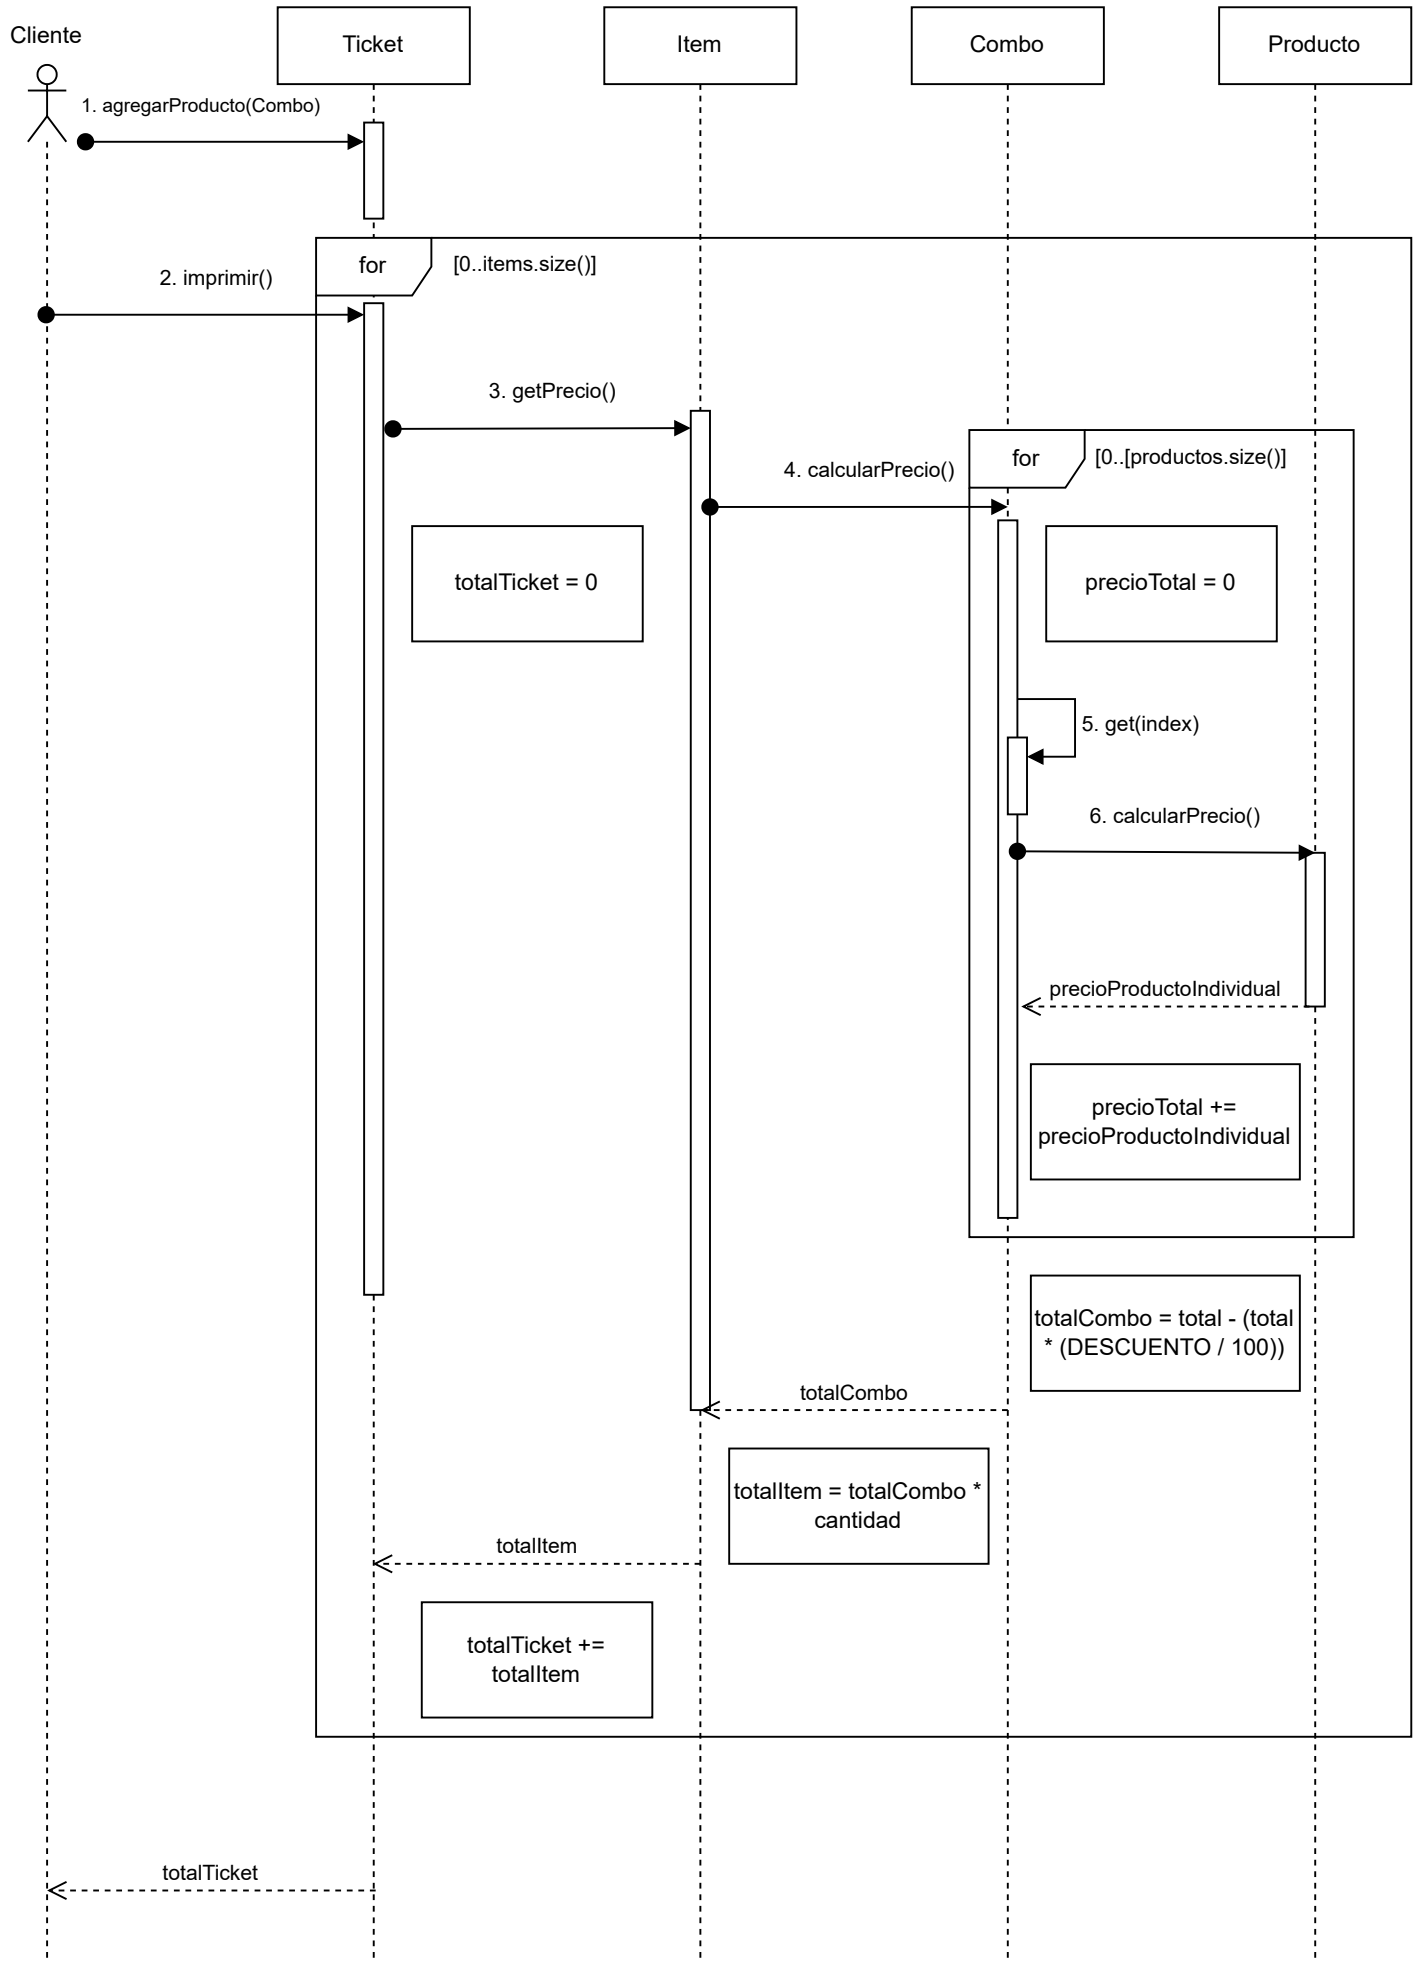 Cliente
Ticket
Item
Combo
Producto
1. agregarProducto(Combo)
for
[0..items.size()]
2. imprimir()
3. getPrecio()
for
[0..[productos.size()]
4. calcularPrecio()
totalTicket = 0
precioTotal = 0
5. get(index)
6. calcularPrecio()
precioProductoIndividual
precioTotal +=
precioProductoIndividual
totalCombo = total - (total
* (DESCUENTO / 100))
totalCombo
totalItem = totalCombo *
cantidad
totalItem
totalTicket +=
totalItem
totalTicket